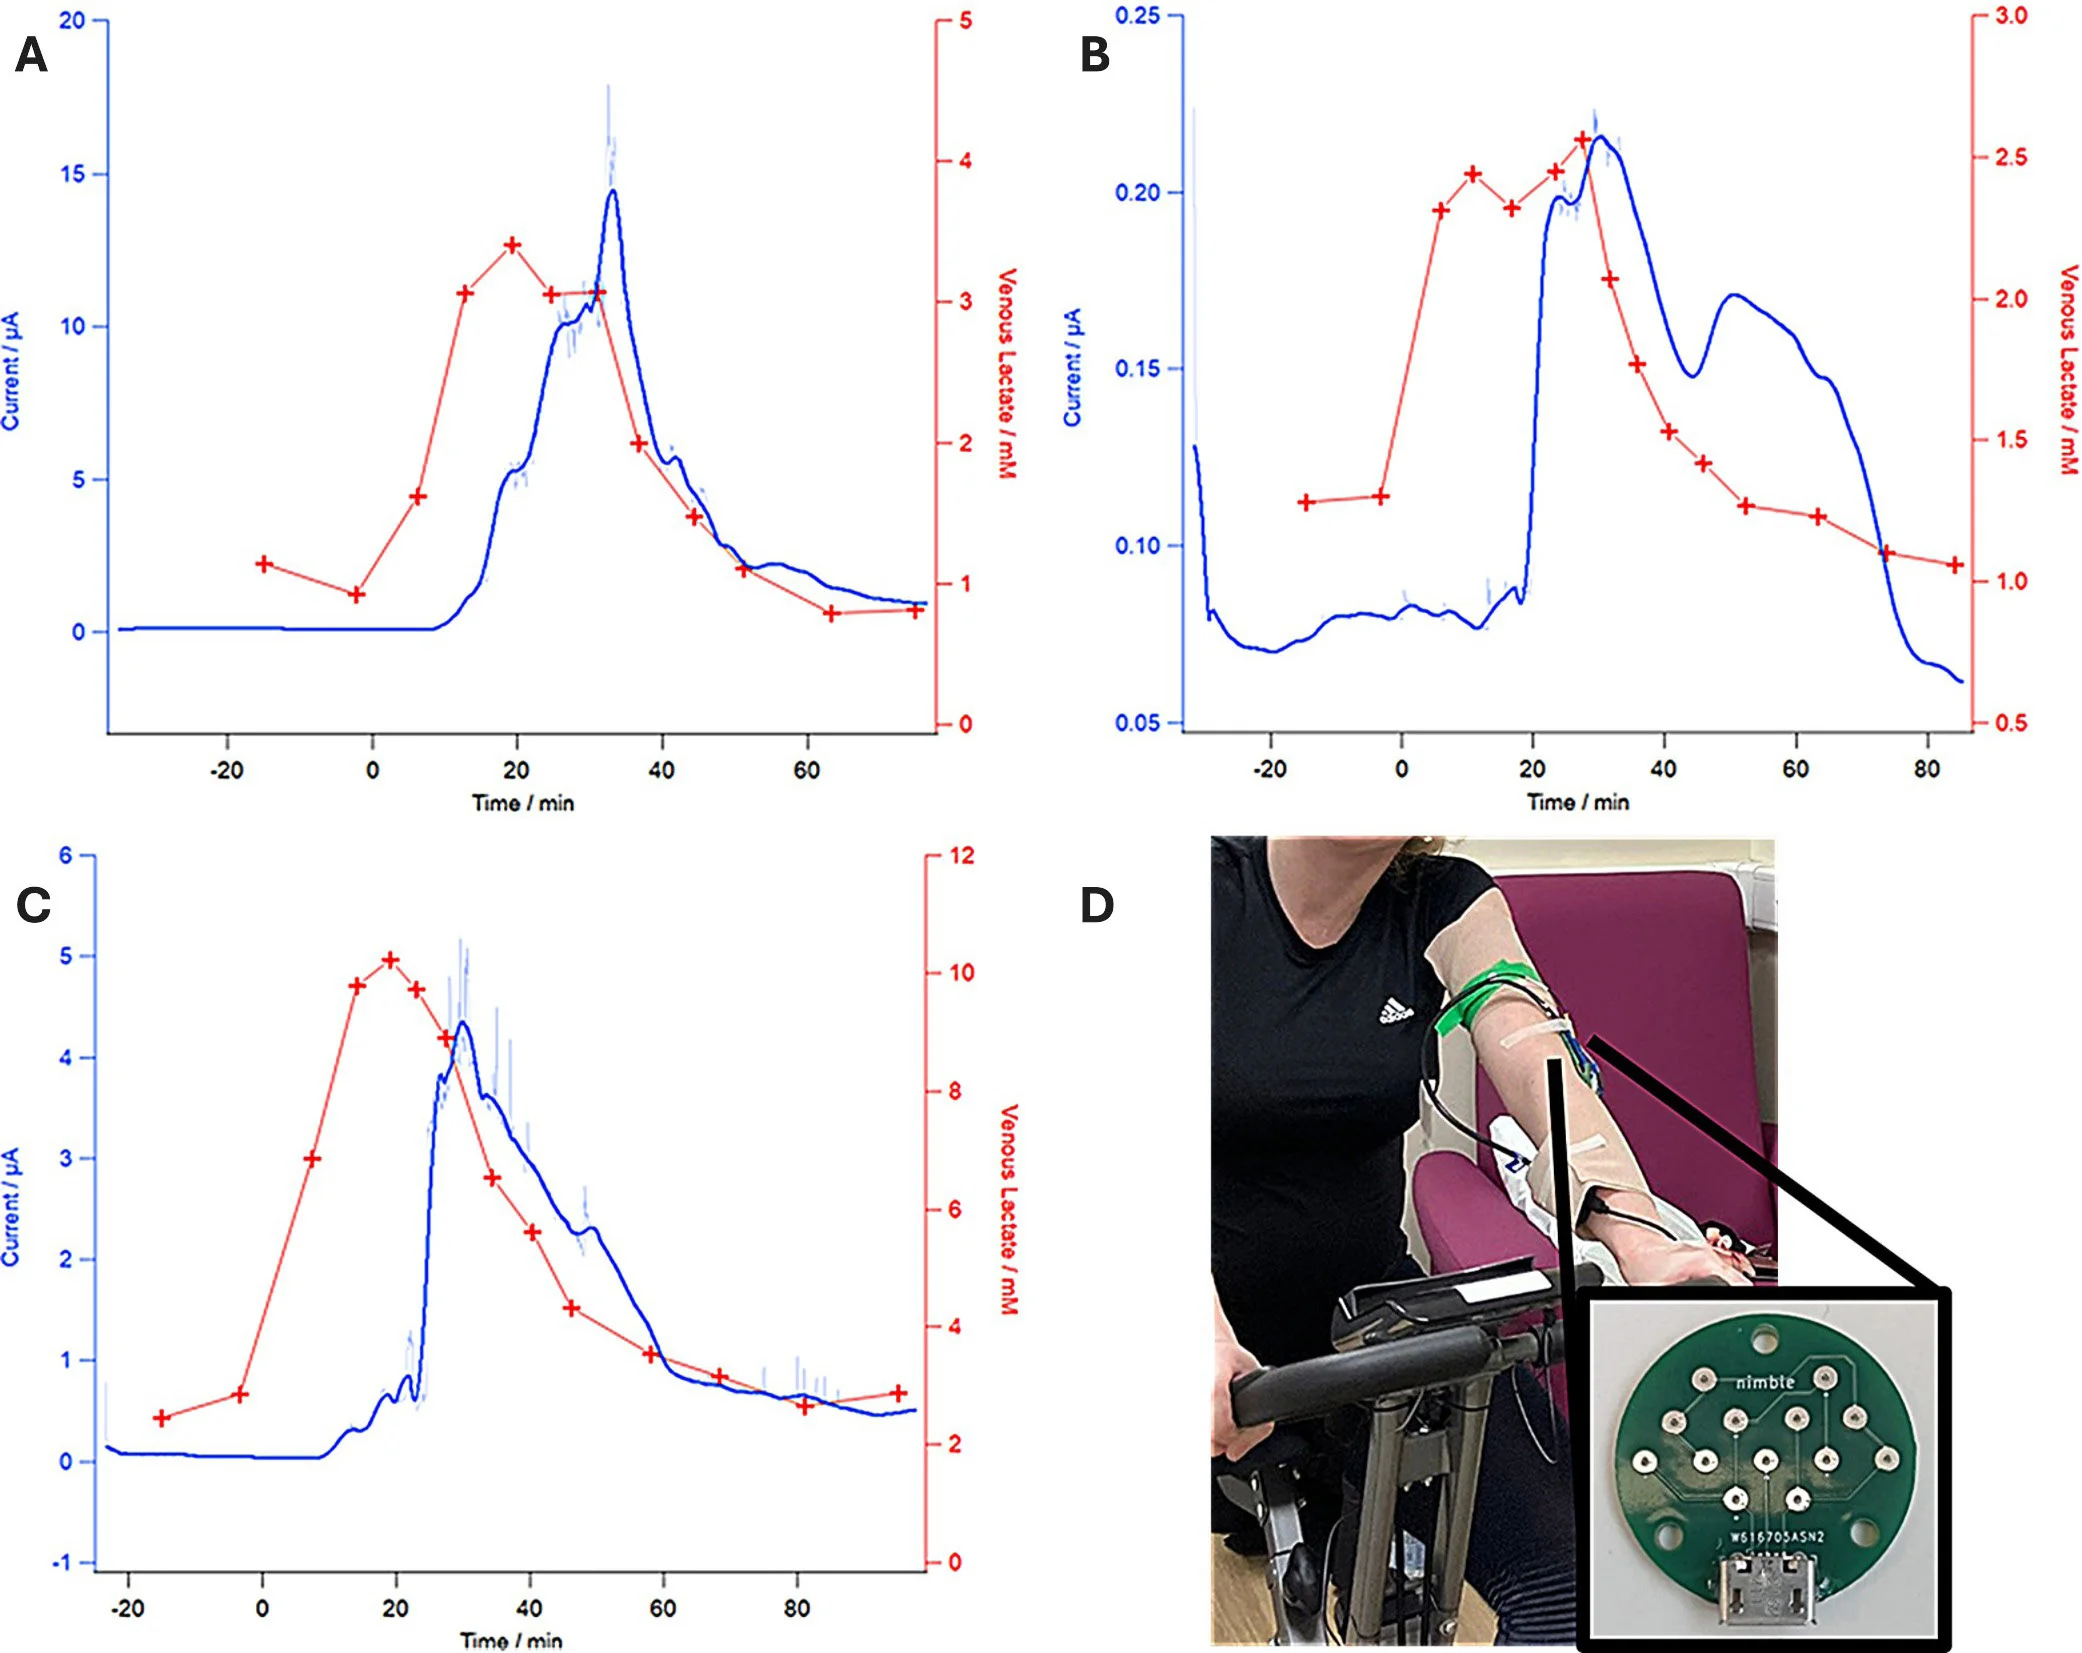 A
20
15
10
5
0
Current / µA
5
4
3
2
1
0
Venous Lactate / mM
-20 0 20 40 60
Time / min
B
0.25
0.20
0.15
0.10
0.05
Current / µA
3.0
2.5
2.0
1.5
1.0
0.5
Venous Lactate / mM
-20 0 20 40 60 80
Time / min
C
6
5
4
3
2
1
0
-1
Current / µA
12
10
8
6
4
2
0
Venous Lactate / mM
-20 0 20 40 60 80
Time / min
D
adidas
nimble
W616705ASN2